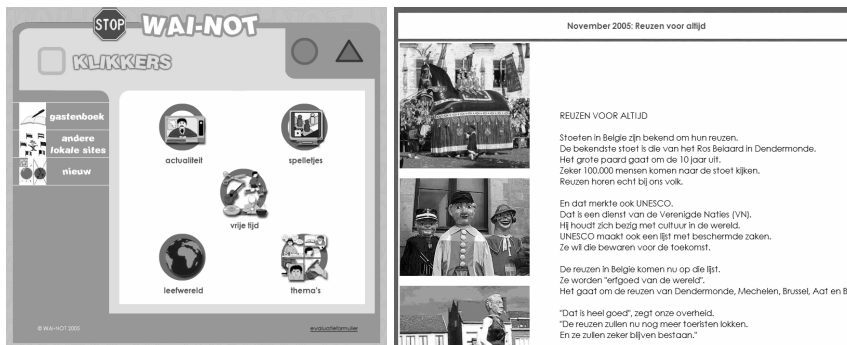 STOP WAI-NOT
KLIKKERS
gastenboek
andere
lokale sites
nieuw
actualiteit
spelletjes
vrije tijd
leefwereld
thema's
© WAI-NOT 2005
evaluatieformulier
November 2005: Reuzen voor altijd
REUZEN VOOR ALTIJD
Stoeten in Belgie zijn bekend om hun reuzen.
De bekendste stoet is die van het Ros Belaard in Dendermonde.
Het grote paard gaat om de 10 jaar uit.
Zeker 100.000 mensen komen naar de stoet kijken.
Reuzen horen echt bij ons volk.
En dat merkte ook UNESCO.
Dat is een dienst van de Verenigde Naties (VN).
Hij houdt zich bezig met cultuur in de wereld.
UNESCO maakt ook een lijst met beschermde zaken.
Ze wil die bewaren voor de toekomst.
De reuzen in Belgie komen nu op die lijst.
Ze worden "erfgoed van de wereld".
Het gaat om de reuzen van Dendermonde, Mechelen, Brussel, Aat en B
"Dat is heel goed", zegt onze overheid.
"De reuzen zullen nu nog meer toeristen lokken.
En ze zullen zeker blijven bestaan."